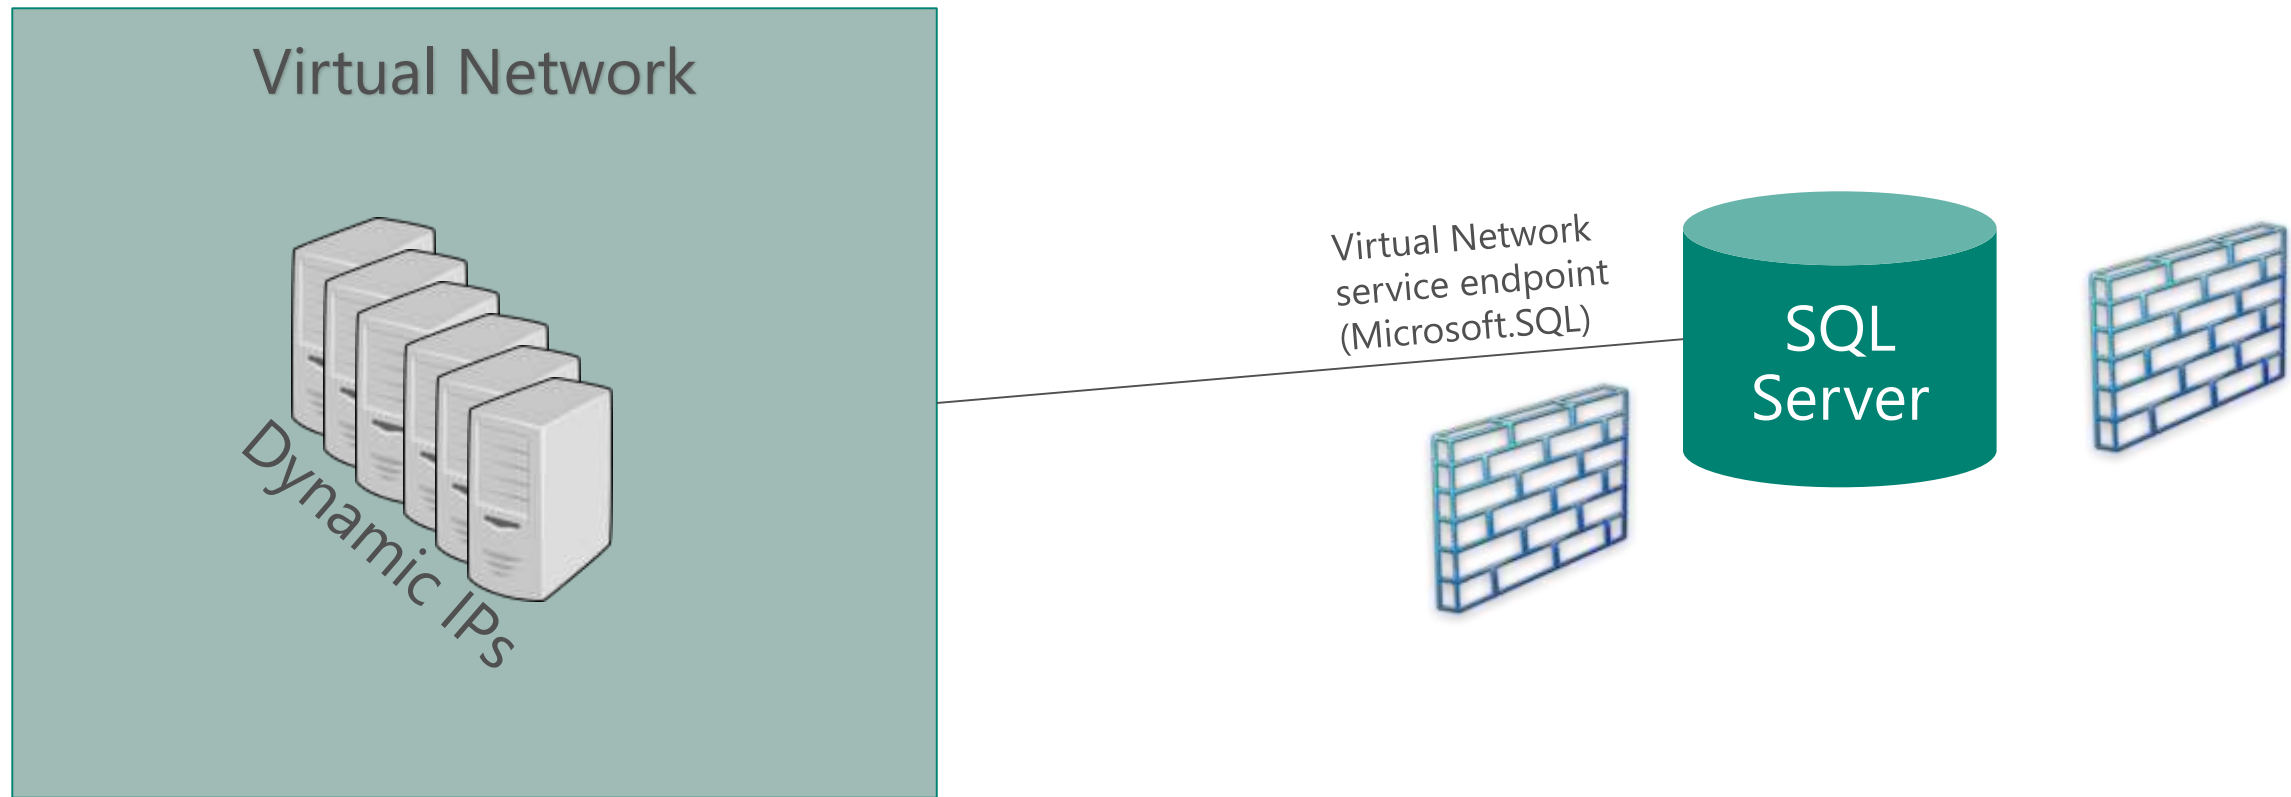 Virtual Network
Dynamic IPs
Virtual Network
service endpoint
(Microsoft.SQL)
SQL
Server